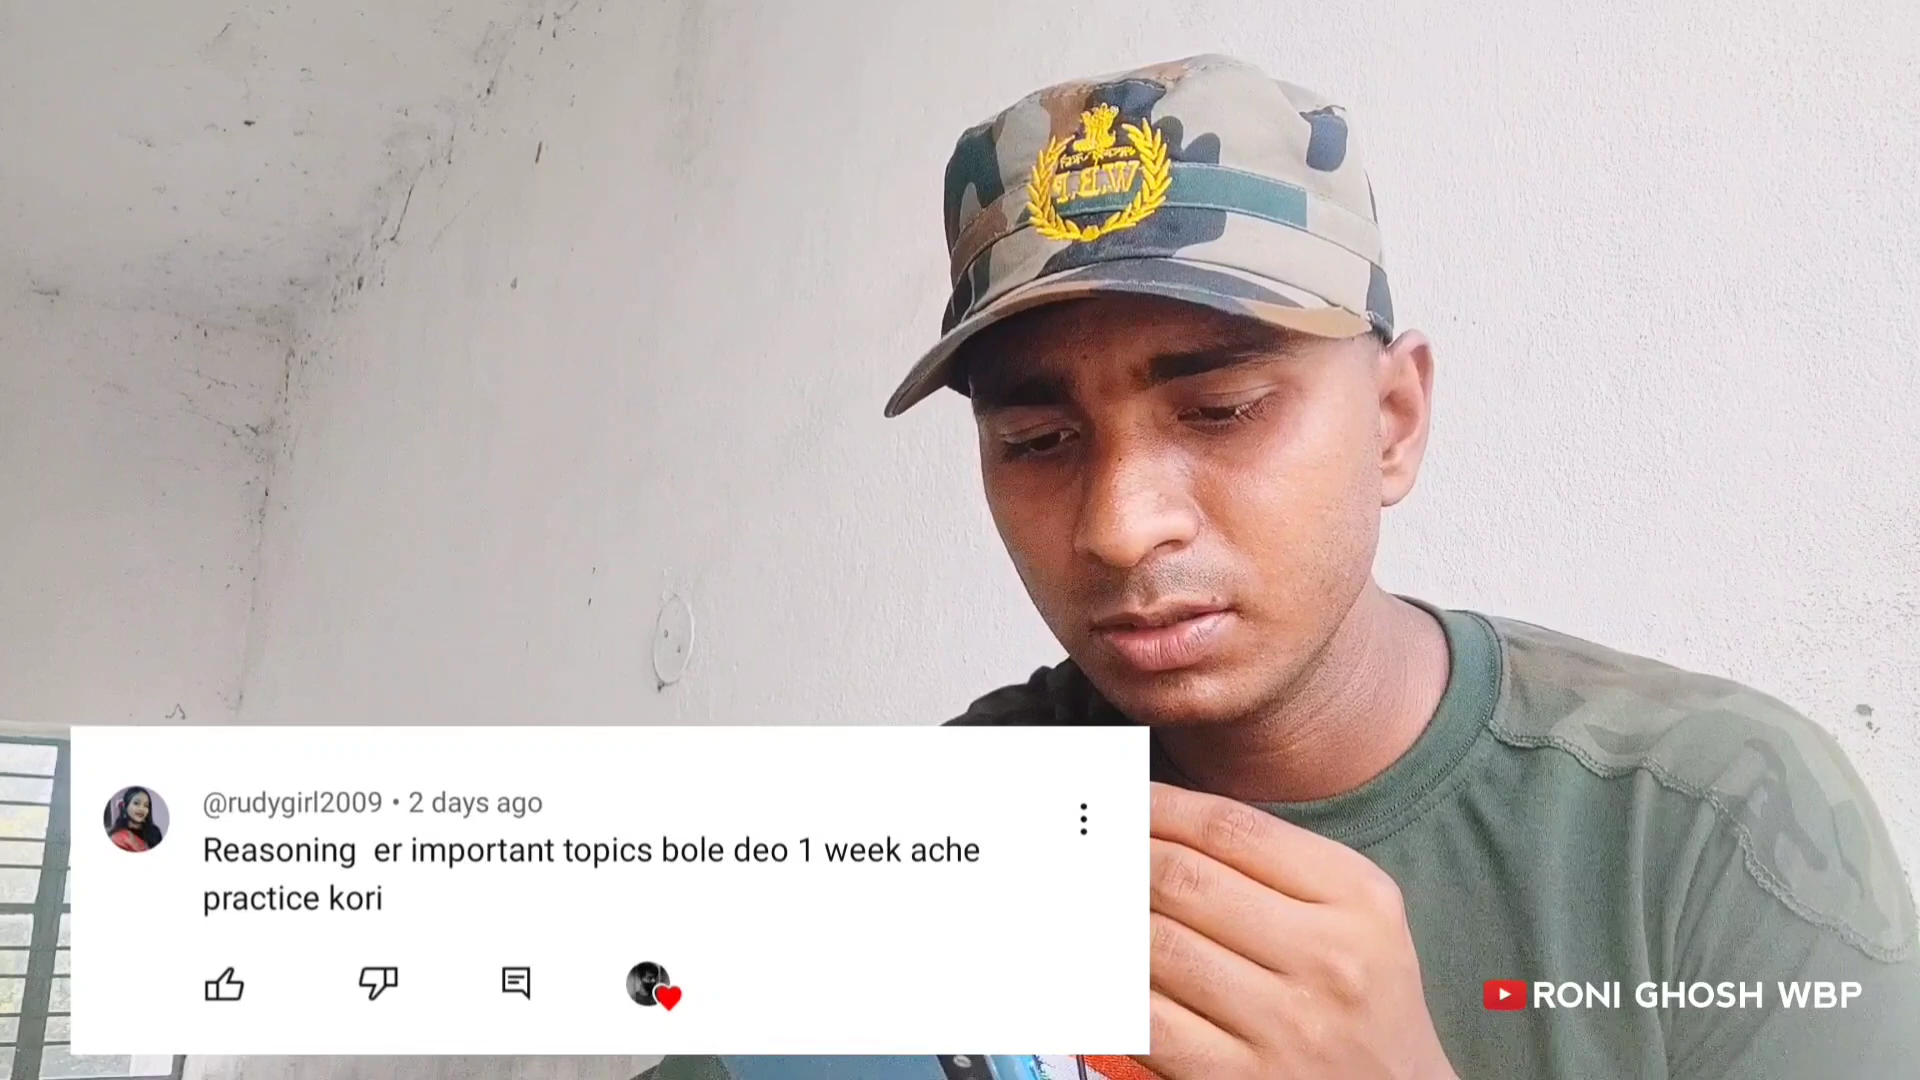 W.B.P
@rudygirl2009 • 2 days ago
Reasoning er important topics bole deo 1 week ache
practice kori
RONI GHOSH WBP